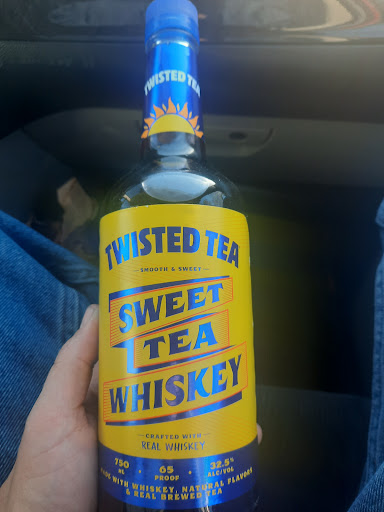 TWISTED TEA
TWISTED TEA
SMOOTH & SWEET
SWEET
TEA
WHISKEY
CRAFTED WITH
REAL WHISKEY
750 65 32.5%
ML PROOF ALC/VOL
MADE WITH WHISKEY, NATURAL FLAVORS
& REAL BREWED TEA